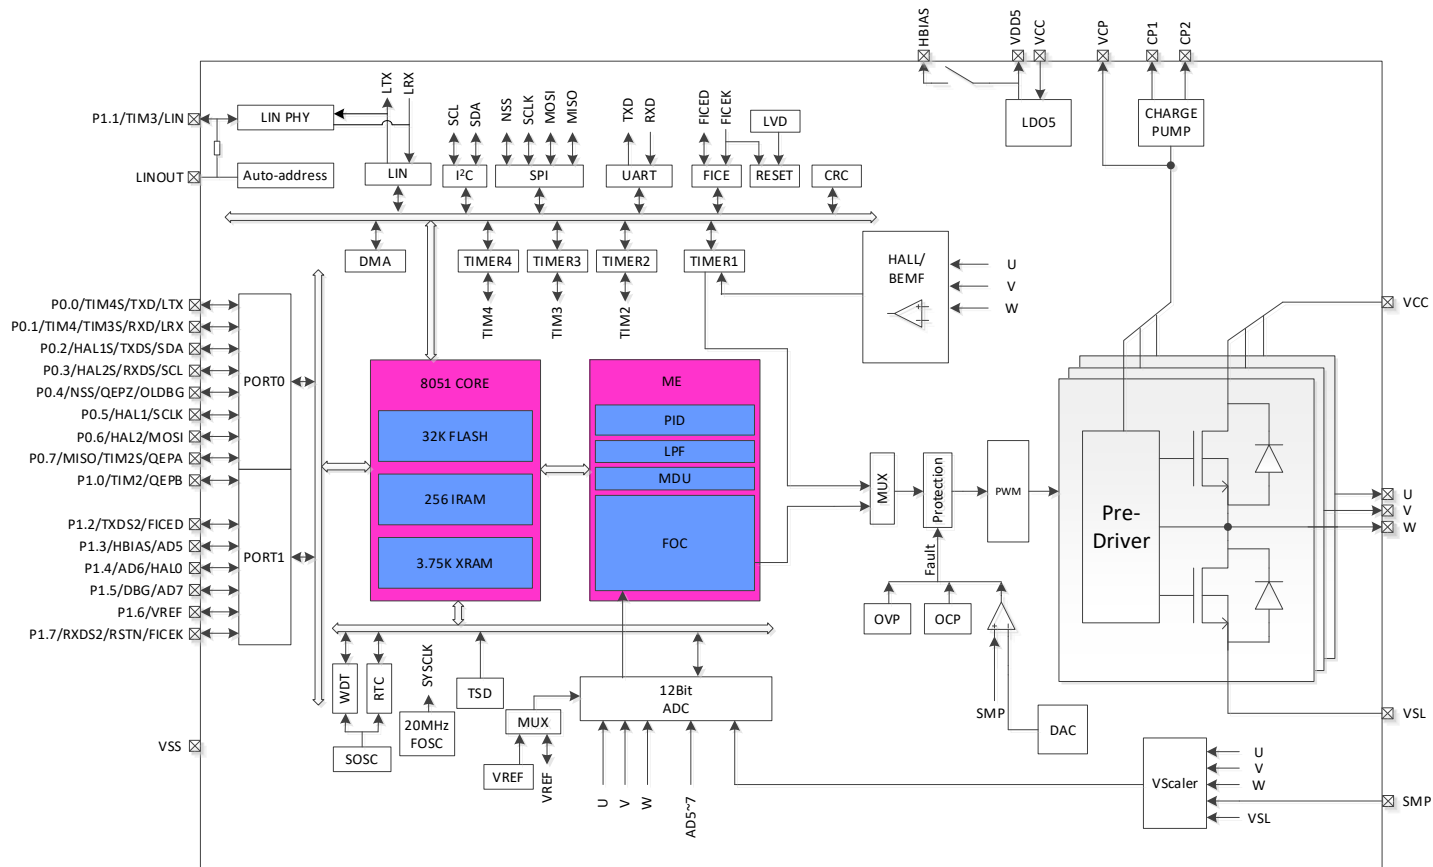 HBIAS
VDD5
VCC
VCP
CP1
CP2
P1.1/TIM3/LIN
LIN PHY
LTX
LRX
LINOUT
Auto-address
LIN
SCL
SDA
I²C
NSS
SCLK
MOSI
MISO
SPI
TXD
RXD
UART
FICED
FICEK
FICE
LVD
RESET
CRC
LDO5
CHARGE
PUMP
DMA
TIMER4
TIMER3
TIMER2
TIMER1
TIM4
TIM3
TIM2
HALL/
BEMF
U
V
W
VCC
P0.0/TIM4S/TXD/LTX
P0.1/TIM4/TIM3S/RXD/LRX
P0.2/HAL1S/TXDS/SDA
P0.3/HAL2S/RXDS/SCL
P0.4/NSS/QEPZ/OLDBG
P0.5/HAL1/SCLK
P0.6/HAL2/MOSI
P0.7/MISO/TIM2S/QEPA
P1.0/TIM2/QEPB
P1.2/TXDS2/FICED
P1.3/HBIAS/AD5
P1.4/AD6/HAL0
P1.5/DBG/AD7
P1.6/VREF
P1.7/RXDS2/RSTN/FICEK
PORT0
PORT1
8051 CORE
32K FLASH
256 IRAM
3.75K XRAM
ME
PID
LPF
MDU
FOC
MUX
Protection
PWM
Fault
OVP
OCP
SMP
DAC
Pre-
Driver
U
V
W
VSL
WDT
RTC
SOSC
SYSCLK
20MHz
FOSC
TSD
MUX
VREF
VREF
12Bit
ADC
U
V
W
AD5~7
VScaler
U
V
W
VSL
SMP
VSS